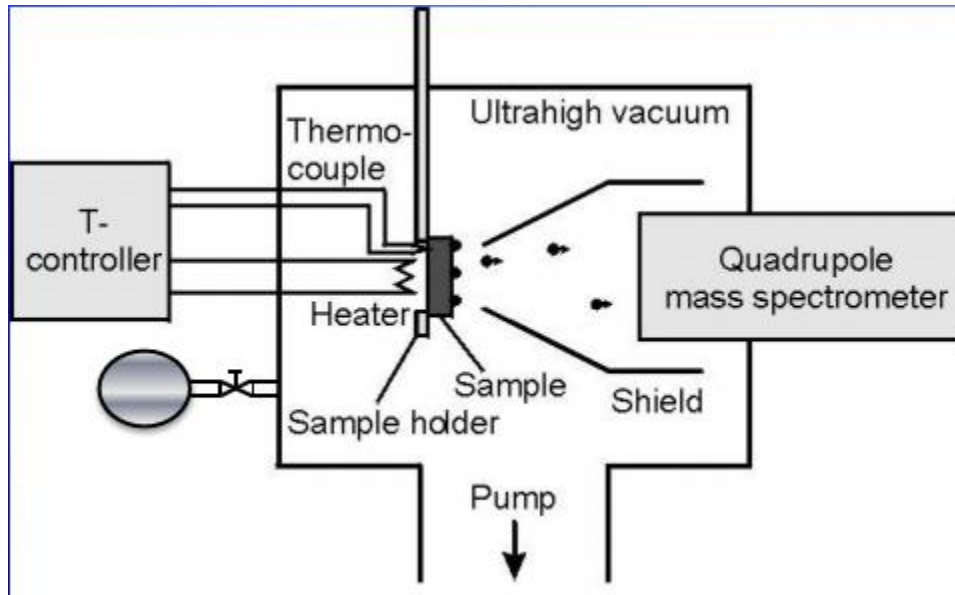 Ultrahigh vacuum
Thermo-
couple
T-
controller
Quadrupole
mass spectrometer
Heater
Sample
Shield
Sample holder
Pump